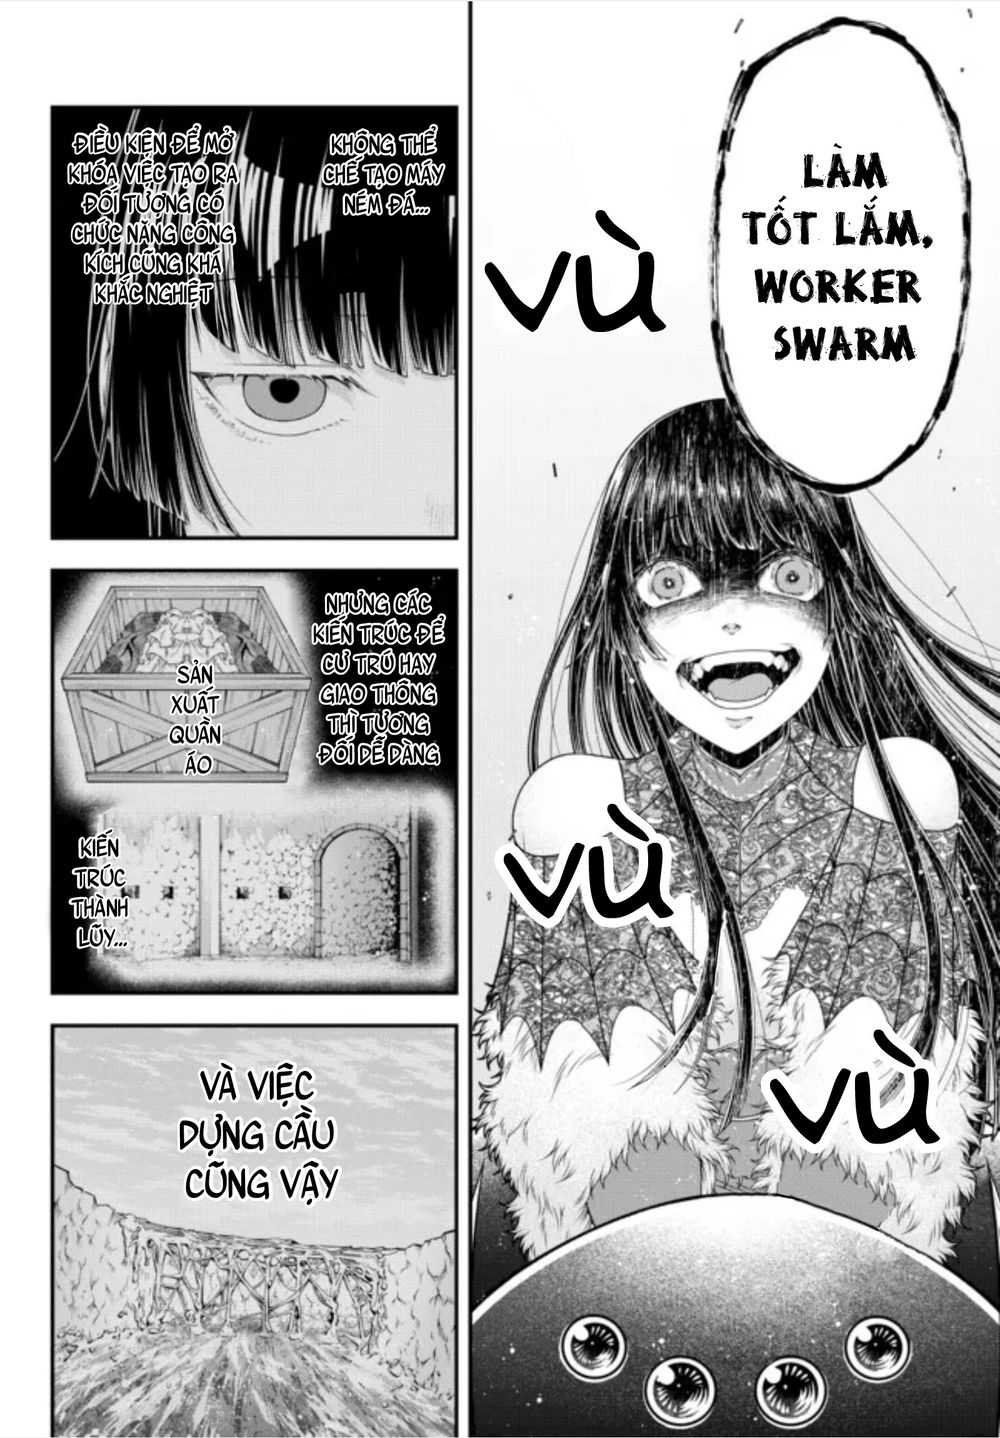 LÀM
TỐT LẮM,
WORKER
SWARM
VÙ
VÙ
VÙ
KHÔNG THỂ
CHẾ TẠO MÁY
NÉM ĐÁ...
ĐIỀU KIỆN ĐỂ MỞ
KHÓA VIỆC TẠO RA
ĐỐI TƯỢNG CÓ
CHỨC NĂNG CÔNG
KÍCH CŨNG KHÁ
KHẮC NGHIỆT
NHƯNG CÁC
KIẾN TRÚC ĐỂ
CƯ TRÚ HAY
GIAO THÔNG
THÌ TƯƠNG
ĐỐI DỄ DÀNG
SẢN
XUẤT
QUẦN
ÁO
KIẾN
TRÚC
THÀNH
LŨY...
VÀ VIỆC
DỰNG CẦU
CŨNG VẬY